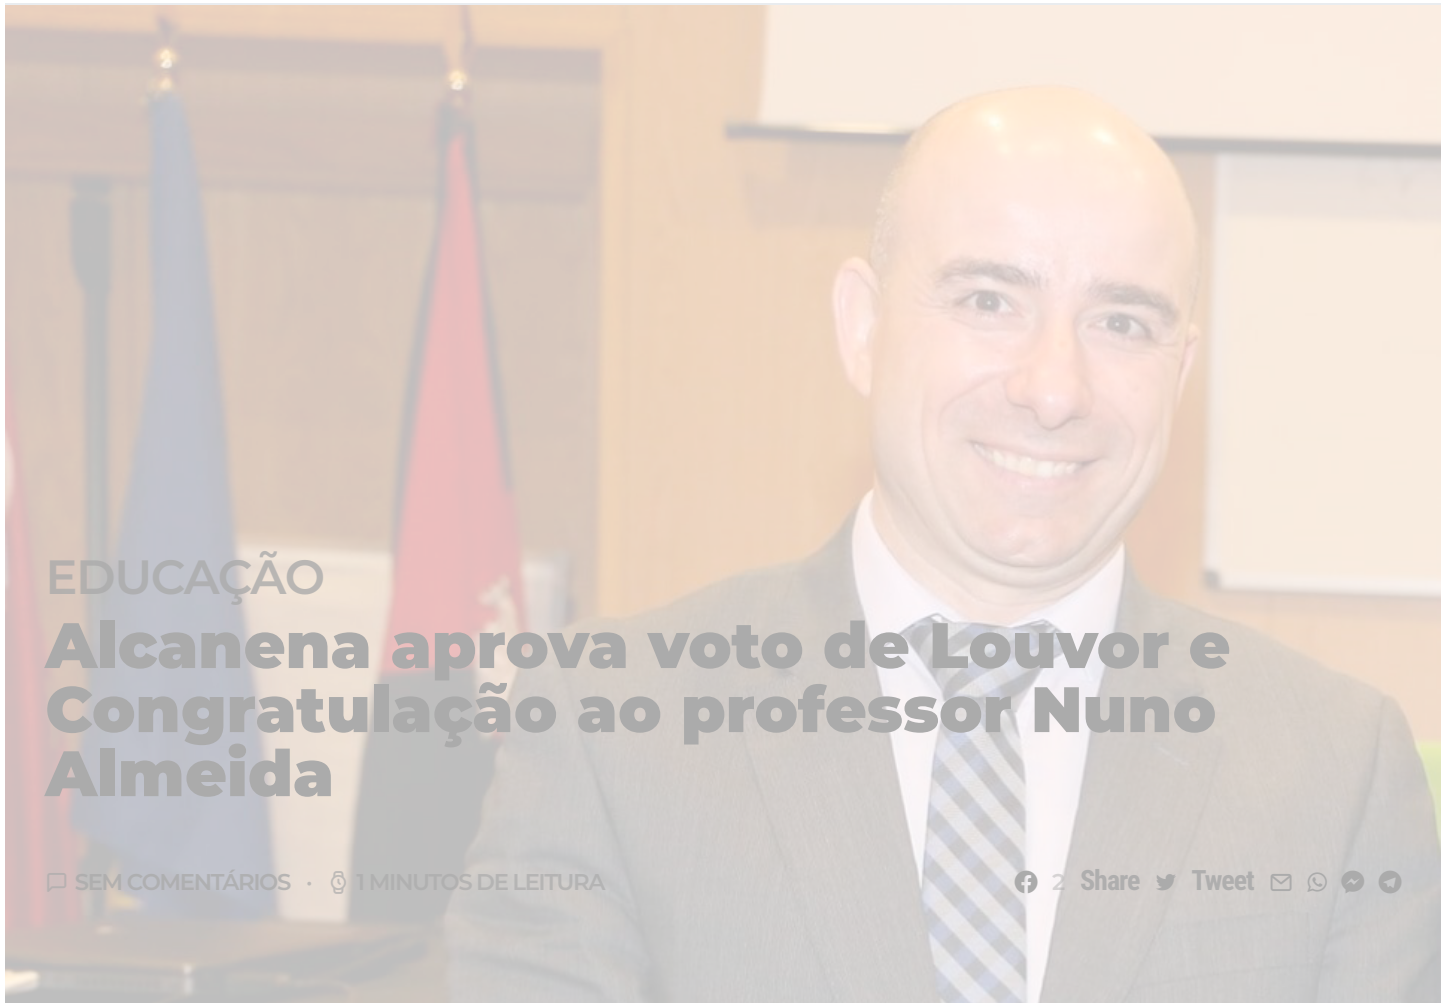 EDUCAÇÃO
Alcanena aprova voto de Louvor e
Congratulação ao professor Nuno
Almeida
SEM COMENTÁRIOS · 1 MINUTOS DE LEITURA 2 Share Tweet